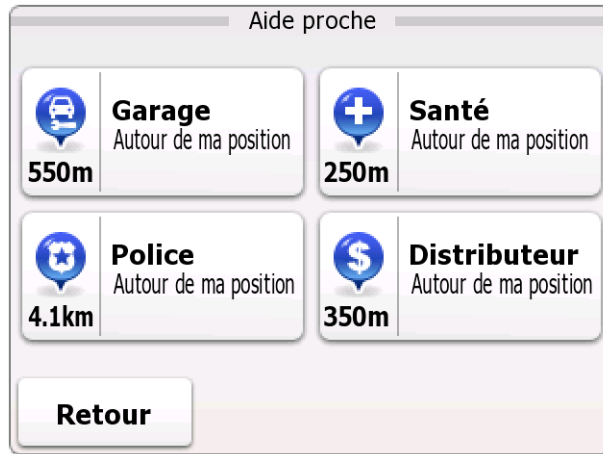 Aide proche
Garage
Autour de ma position
550m
Santé
Autour de ma position
250m
Police
Autour de ma position
4.1km
Distributeur
Autour de ma position
$
350m
Retour